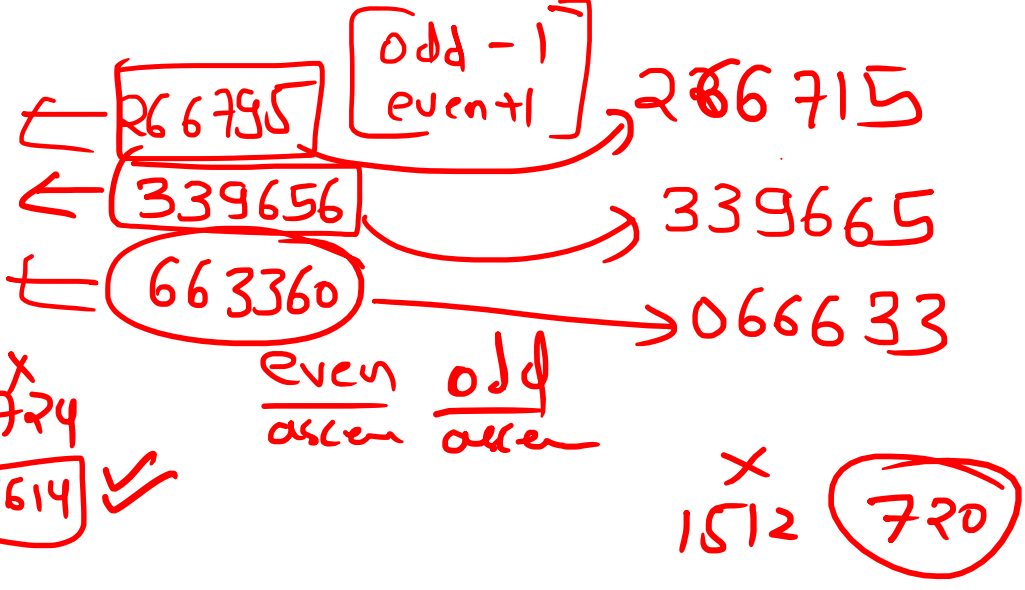 odd - 1
even+1
266795 266715
339656 339665
663360 066633
even odd
ascen ascen
x
724
614
x
1512 720